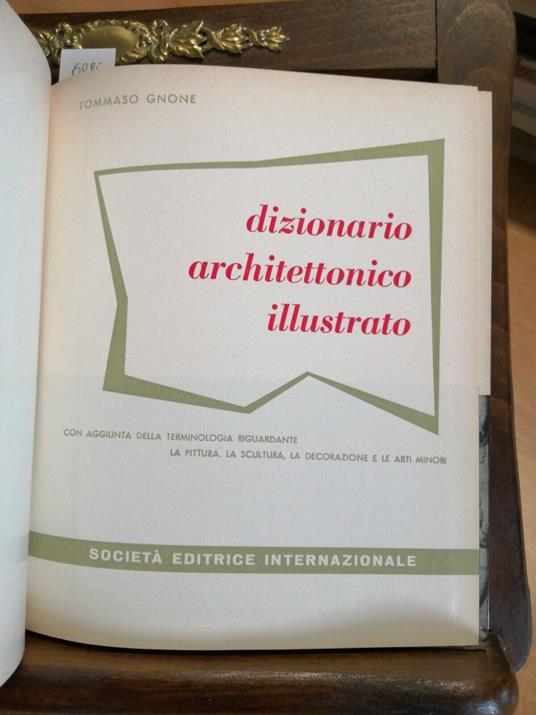 TOMMASO GNONE
dizionario
architettonico
illustrato
CON AGGIUNTA DELLA TERMINOLOGIA RIGUARDANTE
LA PITTURA, LA SCULTURA, LA DECORAZIONE E LE ARTI MINORI
SOCIETÀ EDITRICE INTERNAZIONALE